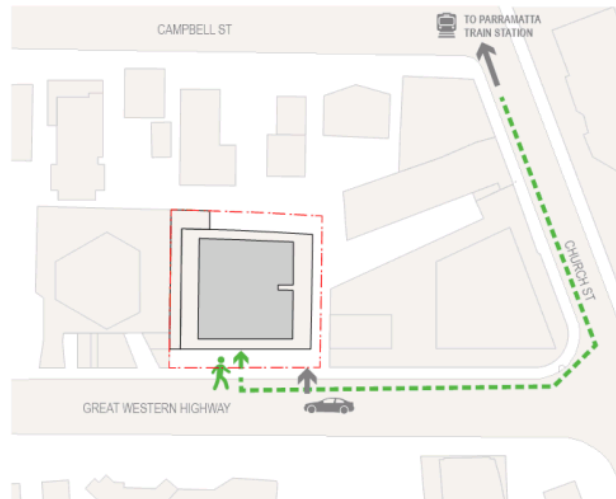 CAMPBELL ST
TO PARRAMATTA
TRAIN STATION
CHURCH ST
GREAT WESTERN HIGHWAY